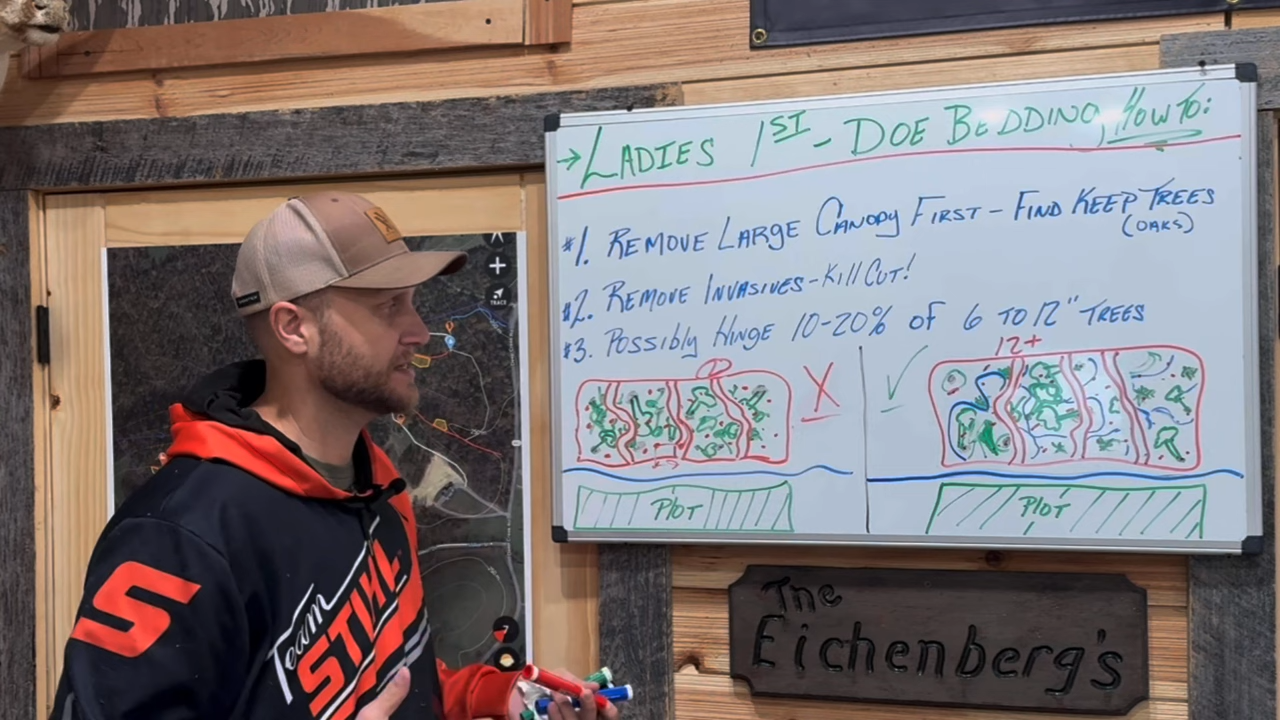 →LADIES 1ST - DOE BEDDING, HOW TO:
#1. REMOVE LARGE CANOPY FIRST - FIND KEEP TREES
(OAKS)
#2. REMOVE INVASIVES - KILL CUT!
#3. POSSIBLY HINGE 10-20% OF 6 TO 12" TREES
12+
X
PLOT
PLOT
TRACE
S
Team
STIHL
The
Eichenberg's